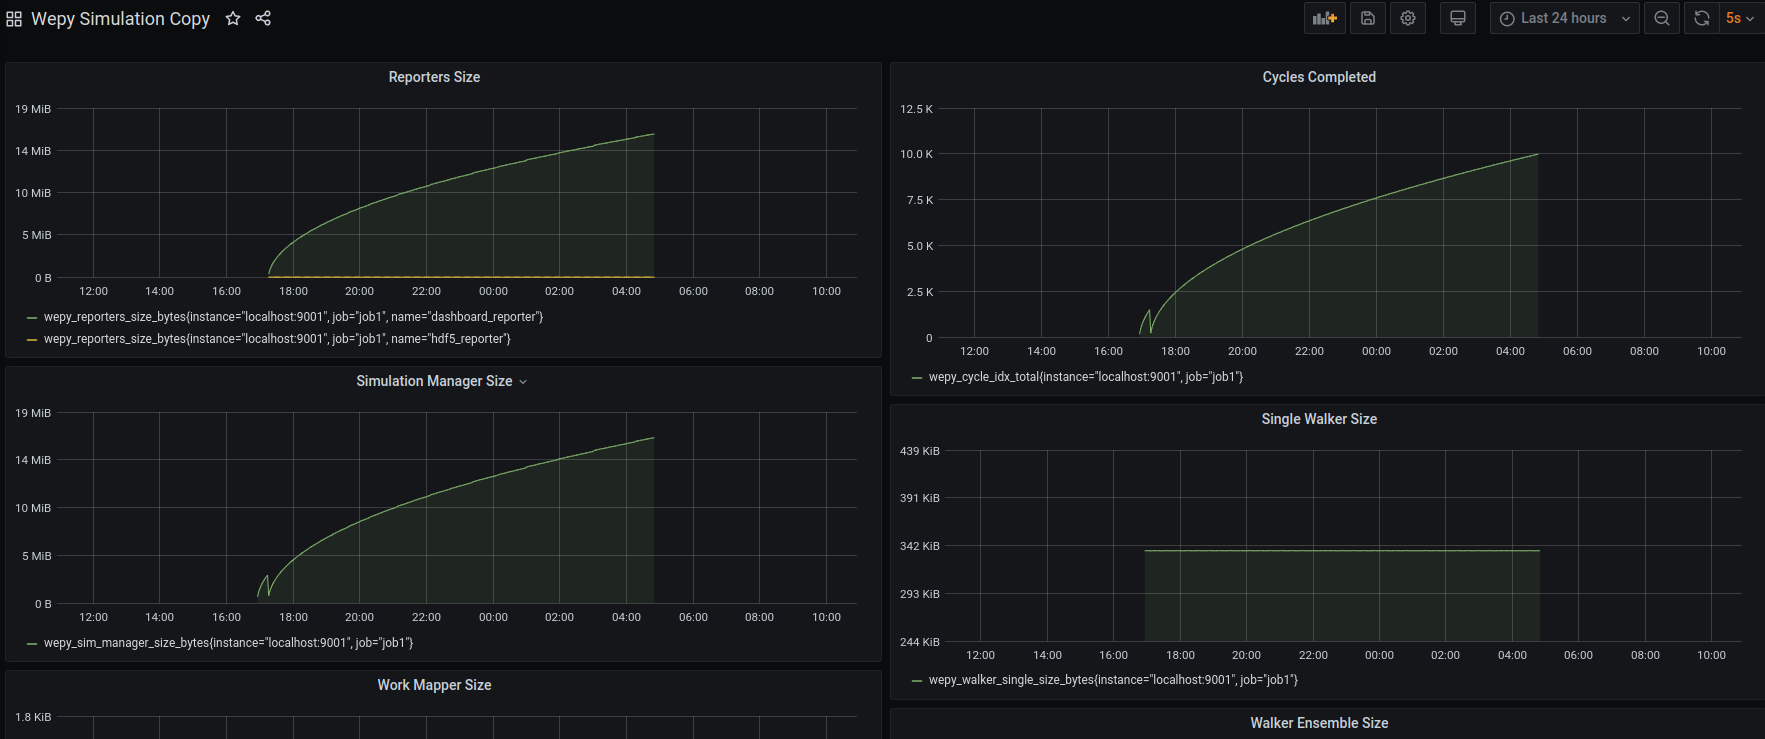 Wepy Simulation Copy
Last 24 hours
5s
Reporters Size
19 MiB
14 MiB
10 MiB
5 MiB
0 B
12:00 14:00 16:00 18:00 20:00 22:00 00:00 02:00 04:00 06:00 08:00 10:00
wepy_reporters_size_bytes{instance="localhost:9001", job="job1", name="dashboard_reporter"}
wepy_reporters_size_bytes{instance="localhost:9001", job="job1", name="hdf5_reporter"}
Simulation Manager Size
19 MiB
14 MiB
10 MiB
5 MiB
0 B
12:00 14:00 16:00 18:00 20:00 22:00 00:00 02:00 04:00 06:00 08:00 10:00
wepy_sim_manager_size_bytes{instance="localhost:9001", job="job1"}
Work Mapper Size
1.8 KiB
Cycles Completed
12.5 K
10.0 K
7.5 K
5.0 K
2.5 K
0
12:00 14:00 16:00 18:00 20:00 22:00 00:00 02:00 04:00 06:00 08:00 10:00
wepy_cycle_idx_total{instance="localhost:9001", job="job1"}
Single Walker Size
439 KiB
391 KiB
342 KiB
293 KiB
244 KiB
12:00 14:00 16:00 18:00 20:00 22:00 00:00 02:00 04:00 06:00 08:00 10:00
wepy_walker_single_size_bytes{instance="localhost:9001", job="job1"}
Walker Ensemble Size